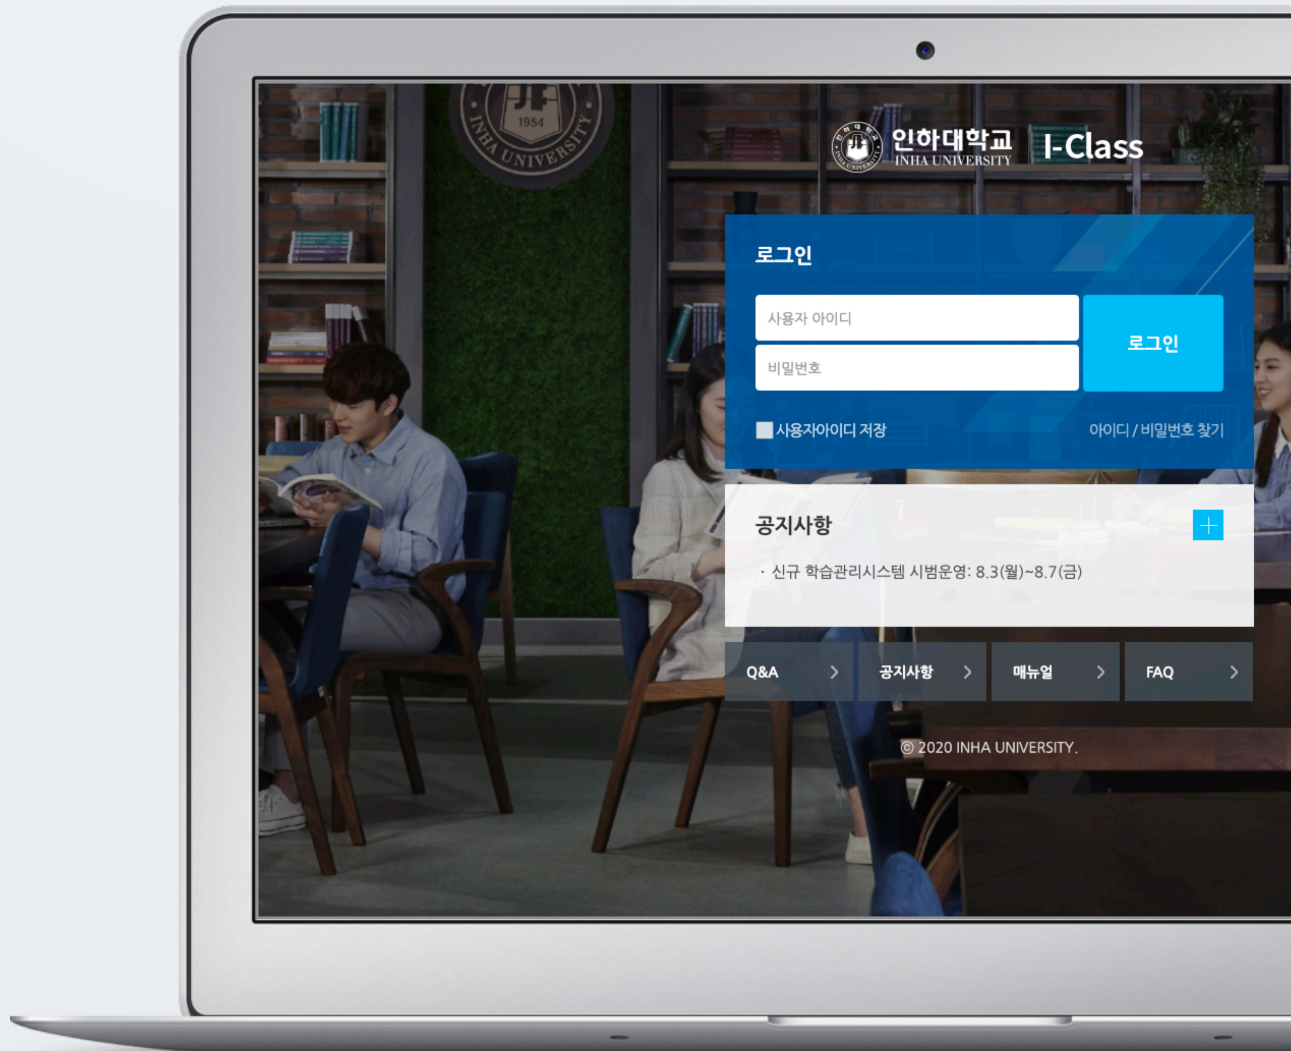 1954
INHA UNIVERSITY
인하대학교
INHA UNIVERSITY
I-Class
로그인
사용자 아이디
비밀번호
로그인
사용자아이디 저장
아이디 / 비밀번호 찾기
공지사항
· 신규 학습관리시스템 시범운영: 8.3(월)~8.7(금)
Q&A
공지사항
매뉴얼
FAQ
© 2020 INHA UNIVERSITY.